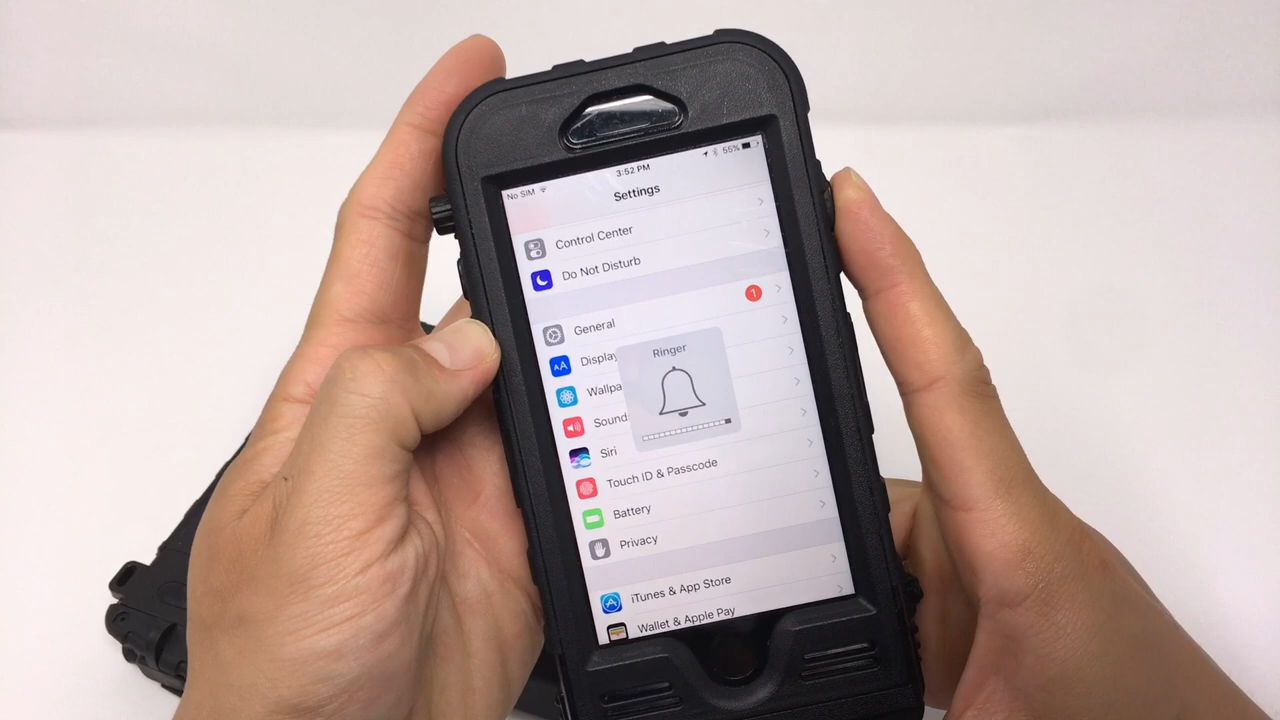 No SIM 3:52 PM 55%
Settings
Control Center
Do Not Disturb
General 1
Display
Wallpa
Sound
Siri
Ringer
Touch ID & Passcode
Battery
Privacy
iTunes & App Store
Wallet & Apple Pay